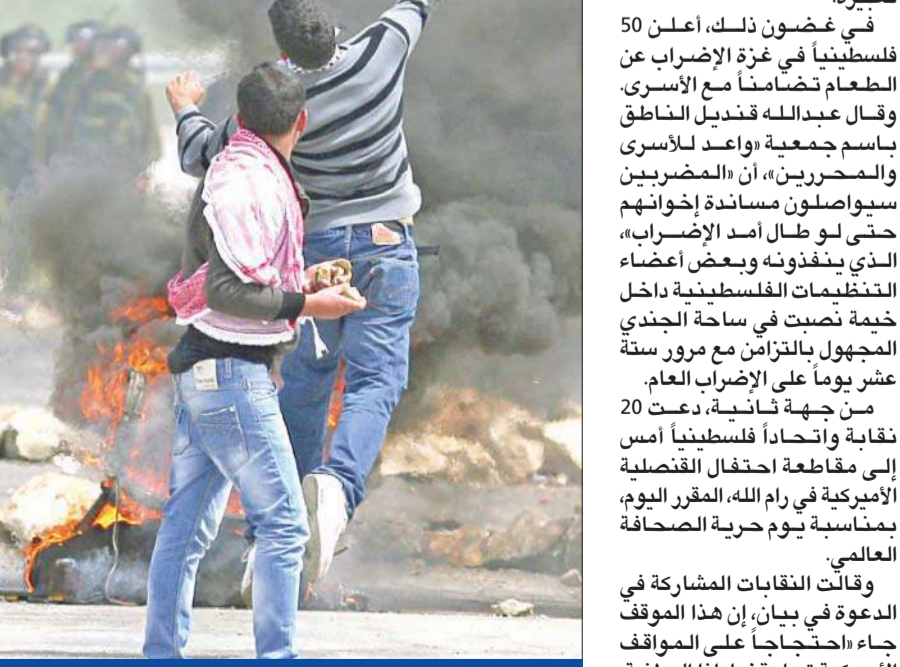 في غضون ذلك، أعلن 50
فلسطينياً في غزة الإضراب عن
الطعام تضامناً مع الأسرى.
وقال عبدالله قنديل الناطق
باسم جمعية «واعد للأسرى
والمحررين»، أن «المضربين
سيواصلون مساندة إخوانهم
حتى لو طال أمد الإضراب»،
الذي ينفذونه وبعض أعضاء
التنظيمات الفلسطينية داخل
خيمة نصبت في ساحة الجندي
المجهول بالتزامن مع مرور ستة
عشر يوماً على الإضراب العام.
من جهة ثانية، دعت 20
نقابة واتحاداً فلسطينياً أمس
إلى مقاطعة احتفال القنصلية
الأميركية في رام الله، المقرر اليوم،
بمناسبة يوم حرية الصحافة
العالمي.
وقالت النقابات المشاركة في
الدعوة في بيان، إن هذا الموقف
جاء «احتجاجاً على المواقف